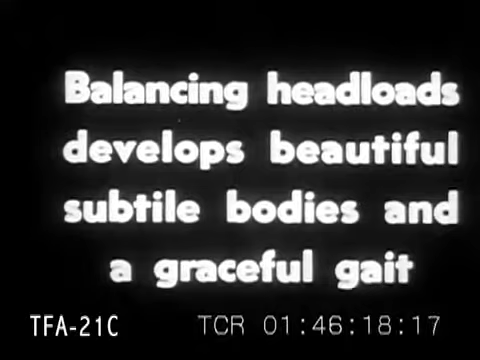 Balancing headloads
develops beautiful
subtile bodies and
a graceful gait
TFA-21C TCR 01:46:18:17